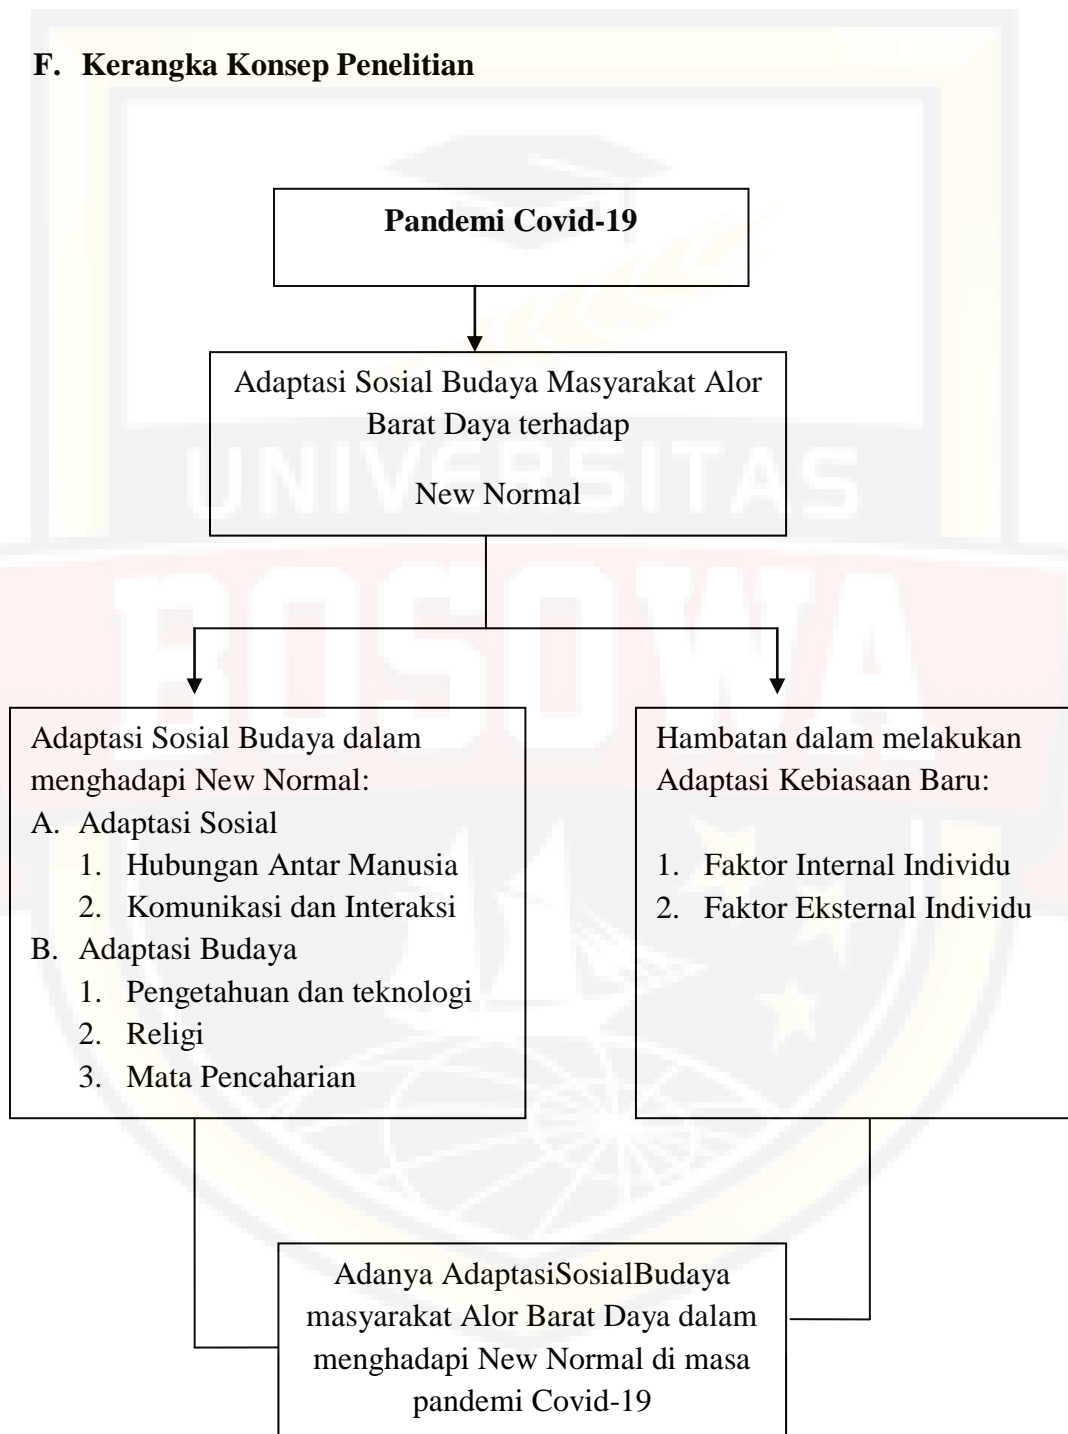 F. Kerangka Konsep Penelitian
Pandemi Covid-19
Adaptasi Sosial Budaya Masyarakat Alor
Barat Daya terhadap
New Normal
UNIVERSITAS
BOSOWA
Adaptasi Sosial Budaya dalam
menghadapi New Normal:
A. Adaptasi Sosial
1. Hubungan Antar Manusia
2. Komunikasi dan Interaksi
B. Adaptasi Budaya
1. Pengetahuan dan teknologi
2. Religi
3. Mata Pencaharian
Hambatan dalam melakukan
Adaptasi Kebiasaan Baru:
1. Faktor Internal Individu
2. Faktor Eksternal Individu
Adanya AdaptasiSosialBudaya
masyarakat Alor Barat Daya dalam
menghadapi New Normal di masa
pandemi Covid-19